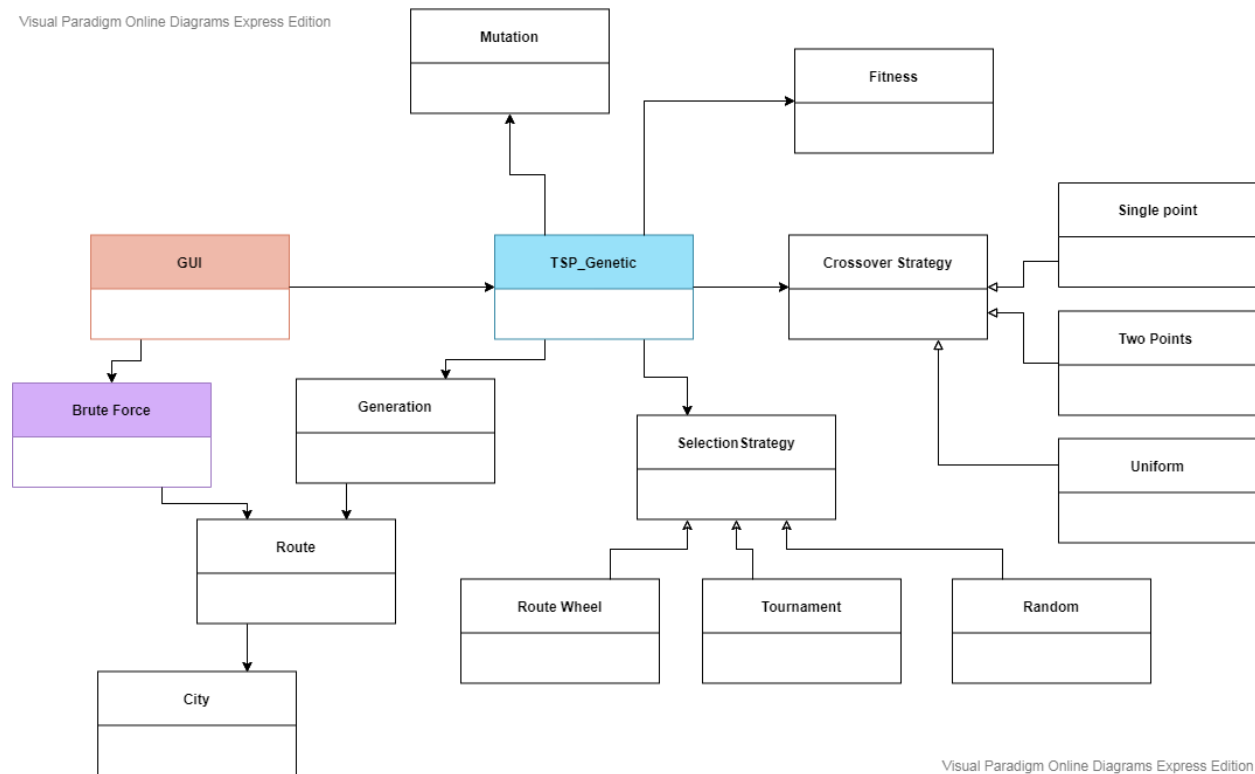 Visual Paradigm Online Diagrams Express Edition
Mutation
Fitness
Single point
GUI
TSP_Genetic
Crossover Strategy
Two Points
Brute Force
Generation
Selection Strategy
Uniform
Route
Route Wheel
Tournament
Random
City
Visual Paradigm Online Diagrams Express Edition